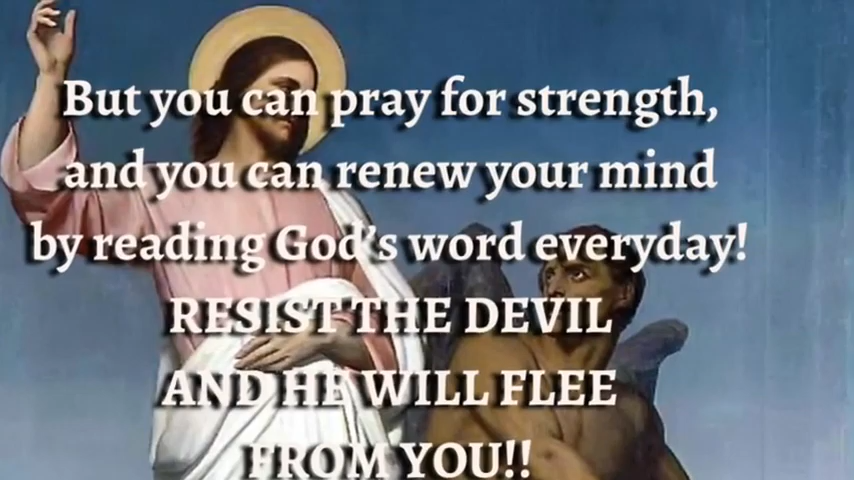 But you can pray for strength,
and you can renew your mind
by reading God's word everyday!
RESIST THE DEVIL
AND HE WILL FLEE
FROM YOU!!